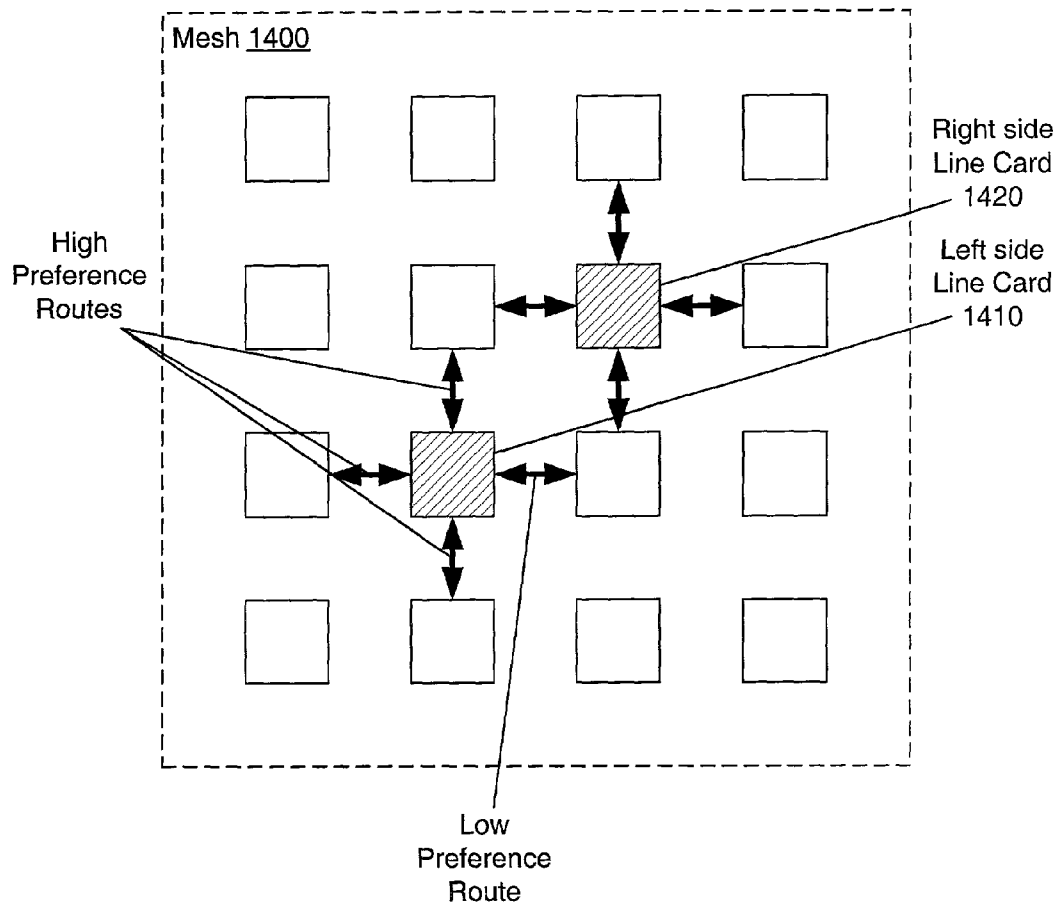 Mesh 1400
Right side
Line Card
1420
Left side
Line Card
1410
High
Preference
Routes
Low
Preference
Route